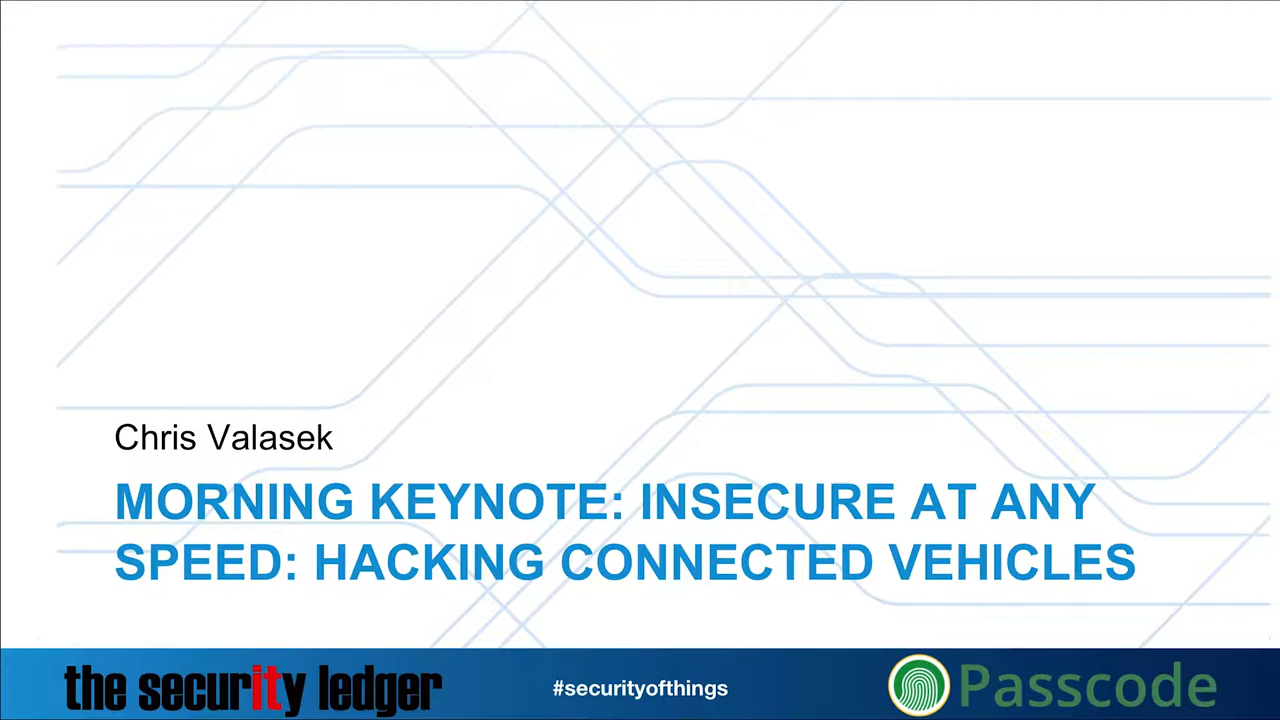 Chris Valasek
MORNING KEYNOTE: INSECURE AT ANY
SPEED: HACKING CONNECTED VEHICLES
the security ledger
#securityofthings
Passcode